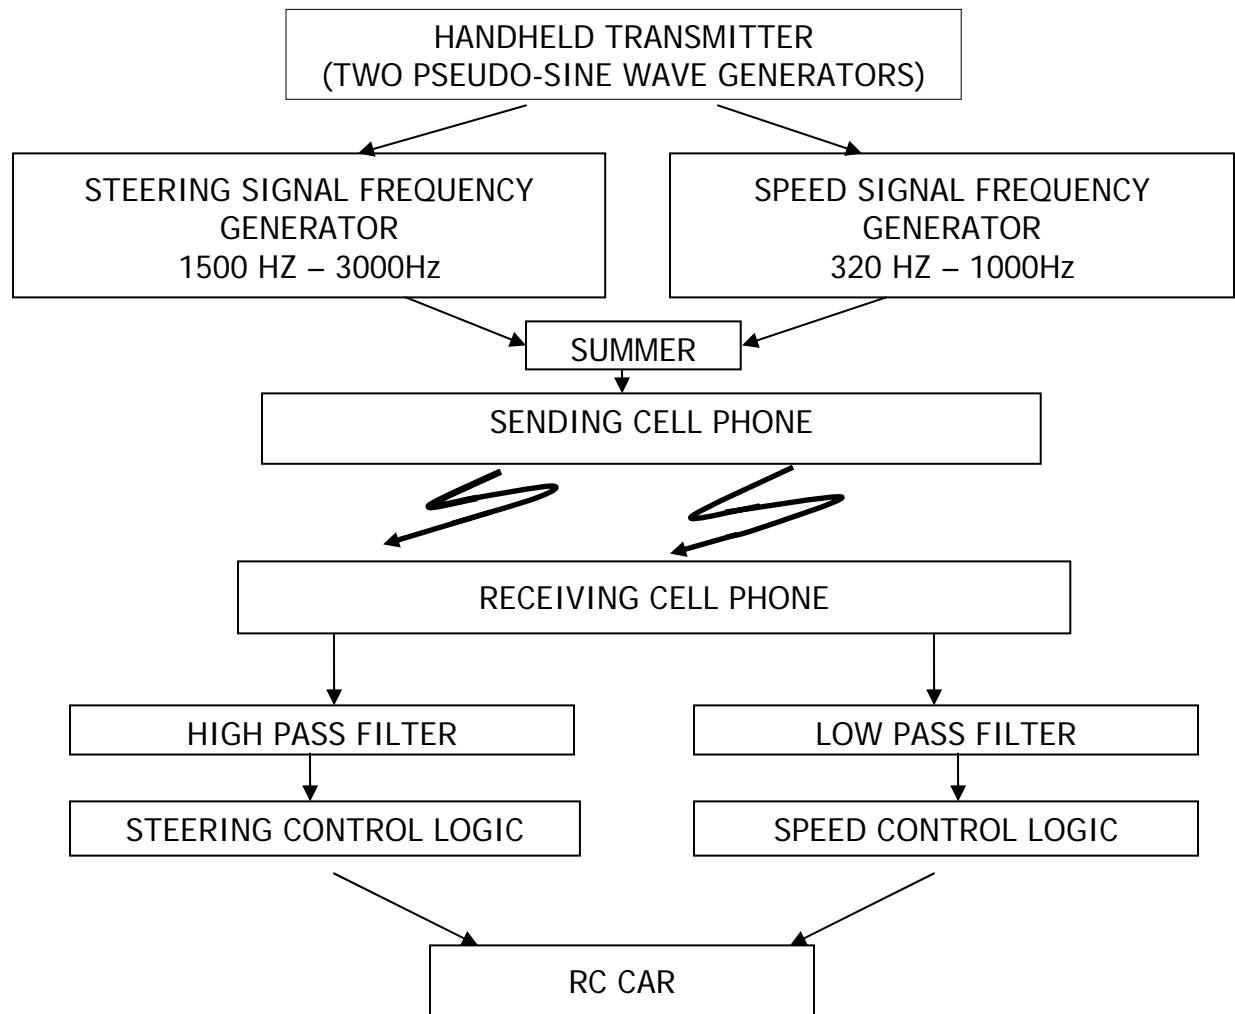 HANDHELD TRANSMITTER
(TWO PSEUDO-SINE WAVE GENERATORS)
STEERING SIGNAL FREQUENCY
GENERATOR
1500 HZ – 3000Hz
SPEED SIGNAL FREQUENCY
GENERATOR
320 HZ – 1000Hz
SUMMER
SENDING CELL PHONE
RECEIVING CELL PHONE
HIGH PASS FILTER
LOW PASS FILTER
STEERING CONTROL LOGIC
SPEED CONTROL LOGIC
RC CAR